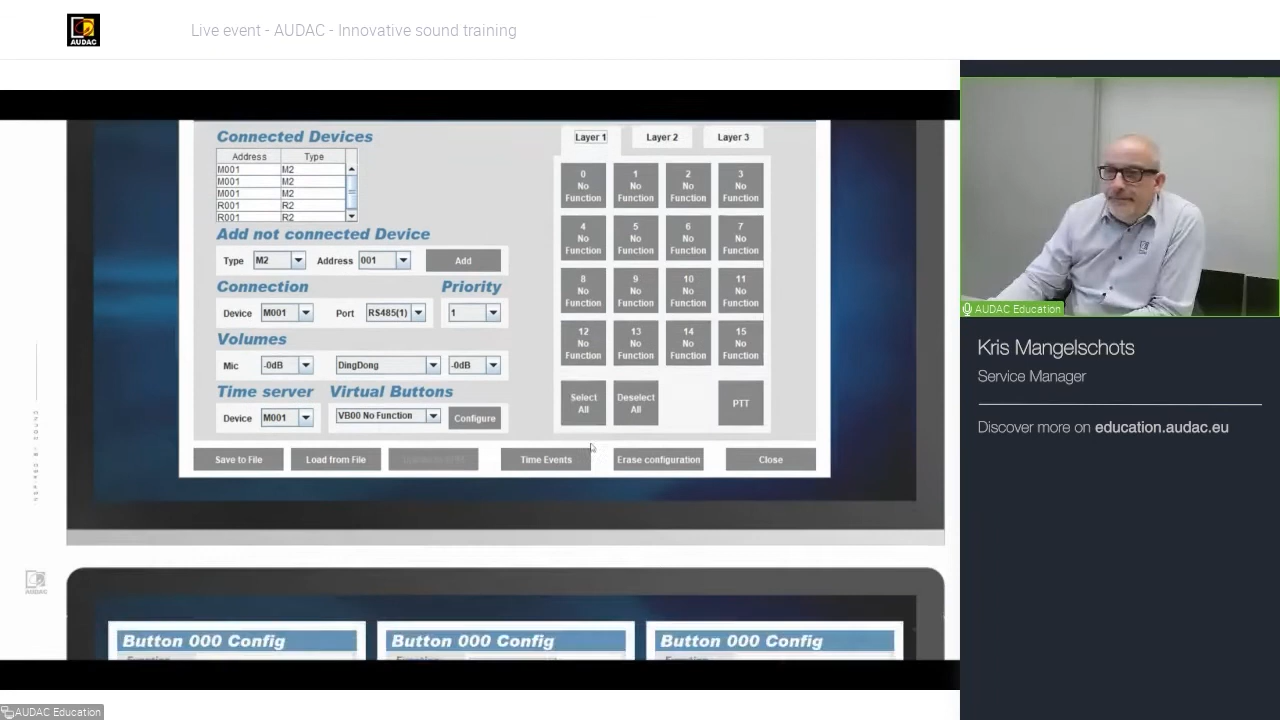 AUDAC
Live event - AUDAC - Innovative sound training
Connected Devices
Address Type
M001 M2
M001 M2
M001 M2
R001 R2
R001 R2
Add not connected Device
Type M2 Address 001 Add
Connection Priority
Device M001 Port RS485(1) 1
Volumes
Mic -0dB DingDong -0dB
Time server Virtual Buttons
Device M001 VB00 No Function Configure
Layer 1 Layer 2 Layer 3
0 No Function
1 No Function
2 No Function
3 No Function
4 No Function
5 No Function
6 No Function
7 No Function
8 No Function
9 No Function
10 No Function
11 No Function
12 No Function
13 No Function
14 No Function
15 No Function
Select All
Deselect All
PTT
Save to File Load from File Time Events Erase configuration Close
AUDAC
Button 000 Config Button 000 Config Button 000 Config
Function Function Function
AUDAC Education
AUDAC Education
Kris Mangelschots
Service Manager
Discover more on education.audac.eu